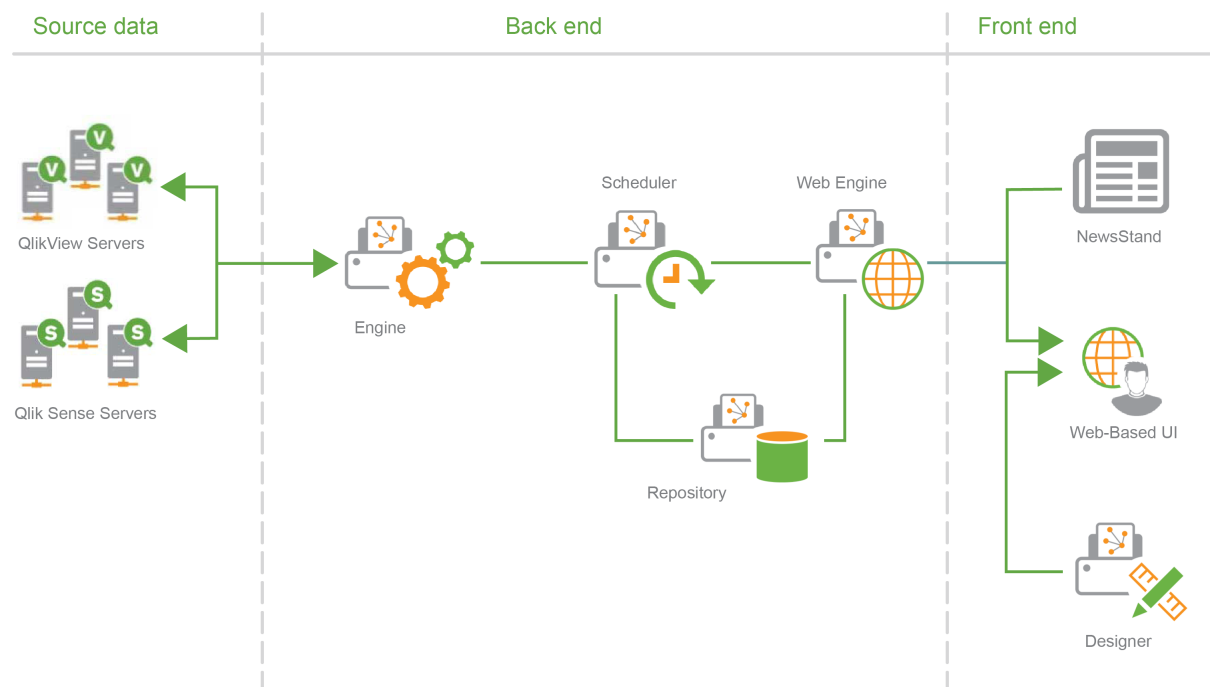 Source data
Back end
Front end
V
V
V
QlikView Servers
S
S
S
Qlik Sense Servers
Engine
Scheduler
Web Engine
Repository
NewsStand
Web-Based UI
Designer